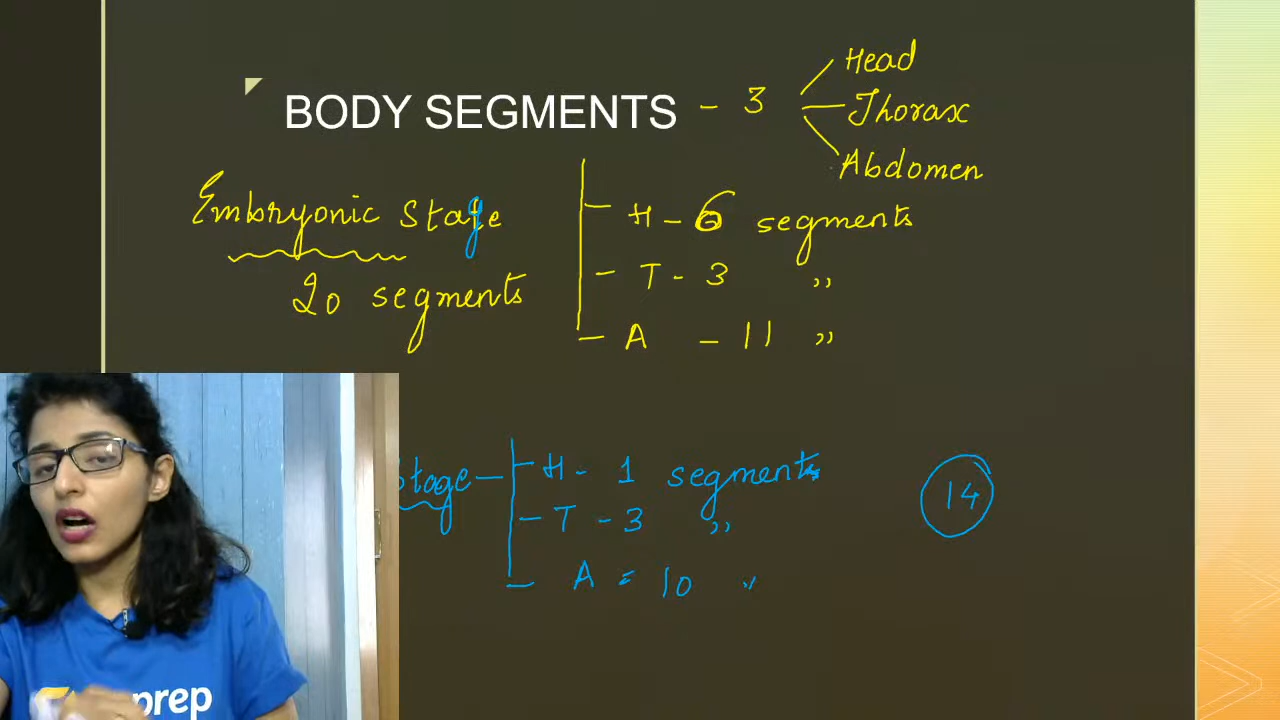 BODY SEGMENTS - 3
Head
Thorax
Abdomen
Embryonic Stage
20 segments
H - 6 segments
T - 3 ,,
A - 11 ,,
Stage
H - 1 segments
T - 3 ,,
A = 10 ,,
14
prep